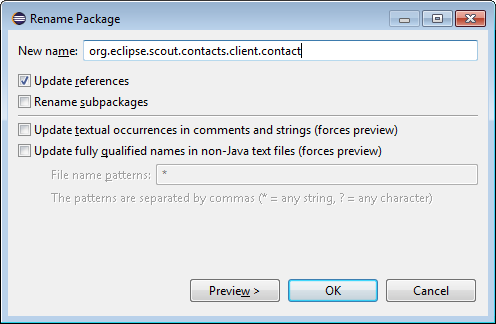 Rename Package
New name: org.eclipse.scout.contacts.client.contact
Update references
Rename subpackages
Update textual occurrences in comments and strings (forces preview)
Update fully qualified names in non-Java text files (forces preview)
File name patterns: *
The patterns are separated by commas (* = any string, ? = any character)
Preview > OK Cancel